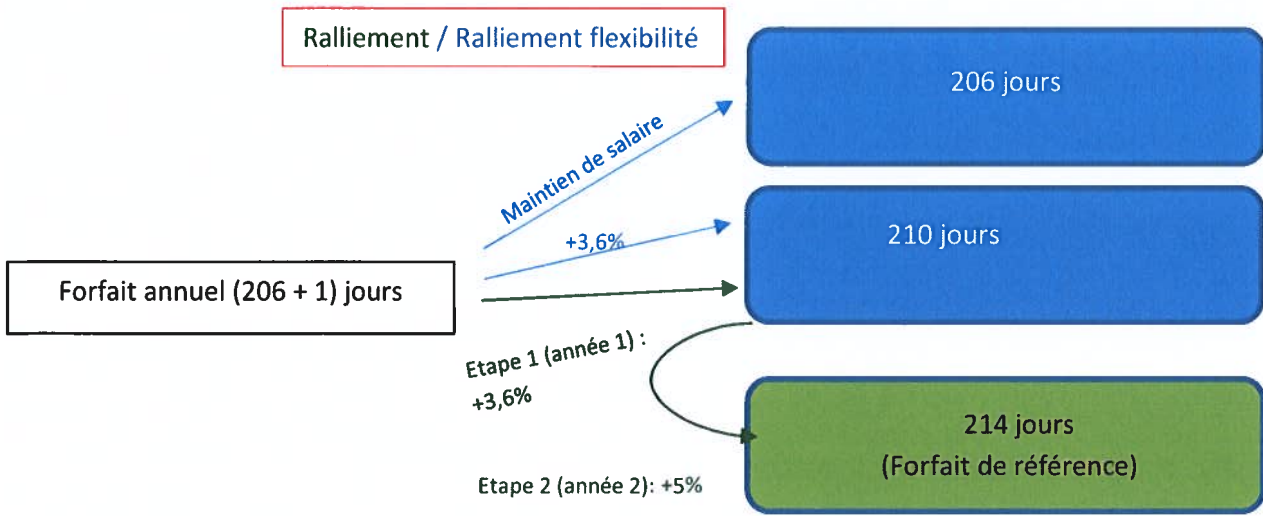 Ralliement / Ralliement flexibilité
206 jours
Maintien de salaire
+3,6%
210 jours
Forfait annuel (206 + 1) jours
Etape 1 (année 1) :
+3,6%
214 jours
(Forfait de référence)
Etape 2 (année 2): +5%